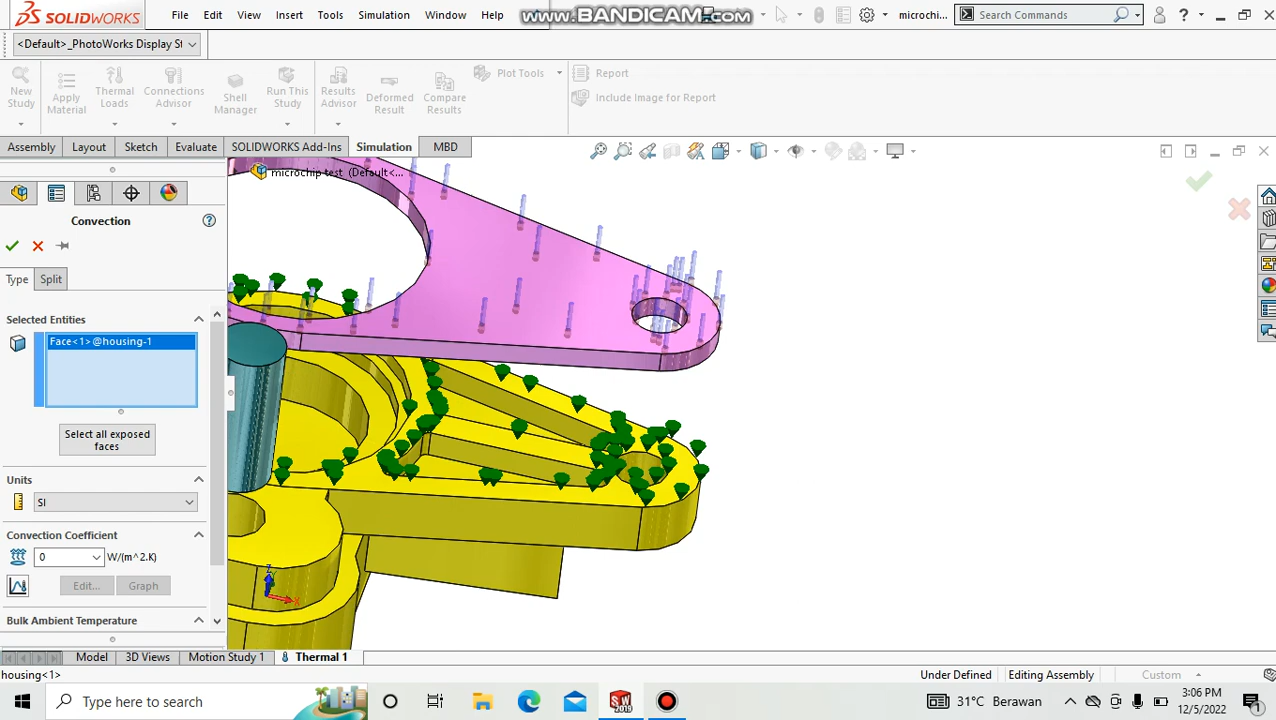 SOLIDWORKS File Edit View Insert Tools Simulation Window Help www.BANDICAM.com microchi... Search Commands ?
<Default>_PhotoWorks Display St
New Study
Apply Material
Thermal Loads
Connections Advisor
Shell Manager
Run This Study
Results Advisor
Deformed Result
Compare Results
Plot Tools
Report
Include Image for Report
Assembly Layout Sketch Evaluate SOLIDWORKS Add-Ins Simulation MBD
microchip test (Default<...
Convection ?
Type Split
Selected Entities
Face<1>@housing-1
Select all exposed
faces
Units
SI
Convection Coefficient
0 W/(m^2.K)
Edit... Graph
Bulk Ambient Temperature
Z
X
Model 3D Views Motion Study 1 Thermal 1
housing<1> Under Defined Editing Assembly Custom
Type here to search SW 2019 31°C Berawan 3:06 PM
12/5/2022 1